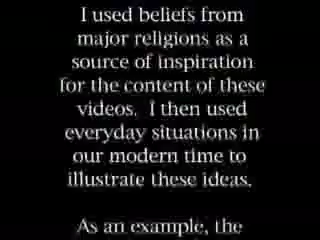 I used beliefs from
major religions as a
source of inspiration
for the content of these
videos. I then used
everyday situations in
our modern time to
illustrate these ideas.
As an example, the